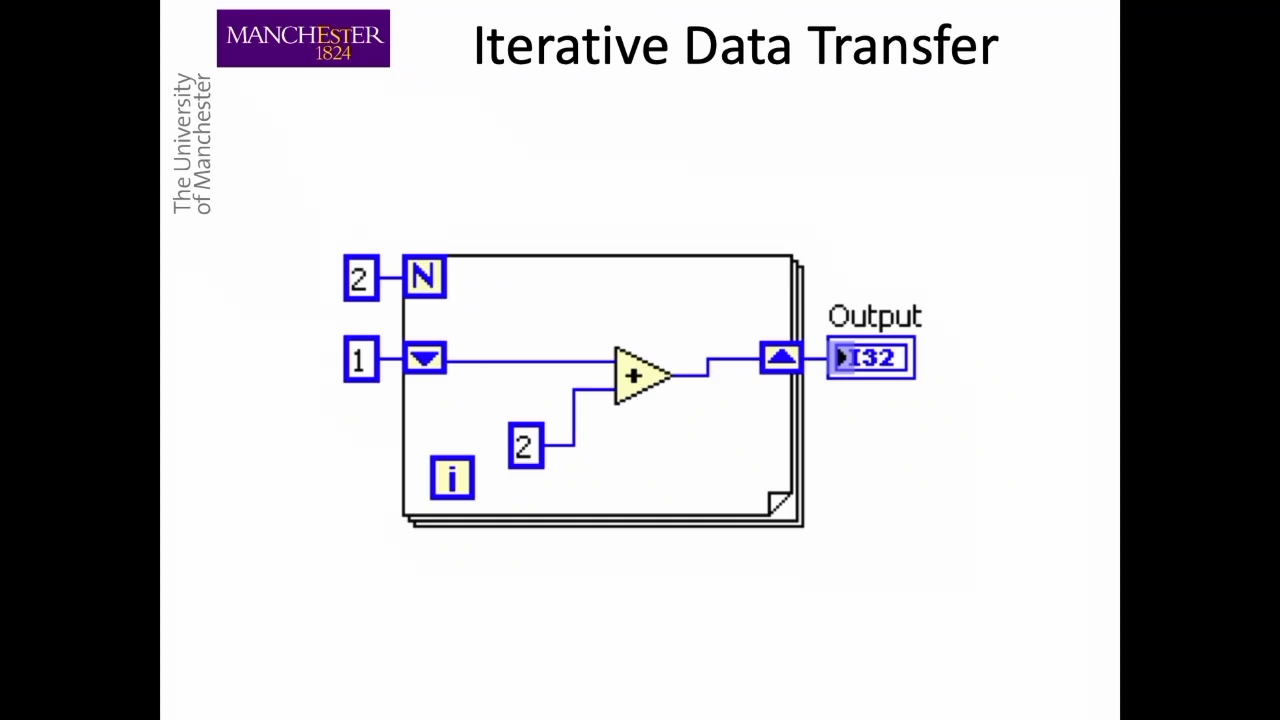 MANCHESTER
1824
The University
of Manchester
Iterative Data Transfer
2
N
1
+
2
i
Output
I32